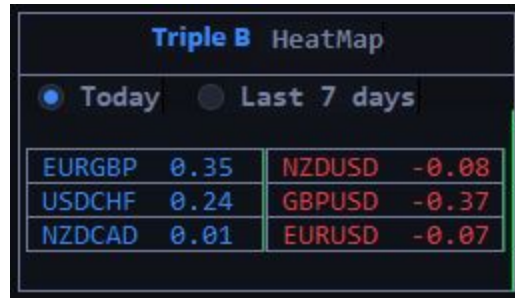 Triple B HeatMap
Today Last 7 days
EURGBP 0.35 NZDUSD -0.08
USDCHF 0.24 GBPUSD -0.37
NZDCAD 0.01 EURUSD -0.07